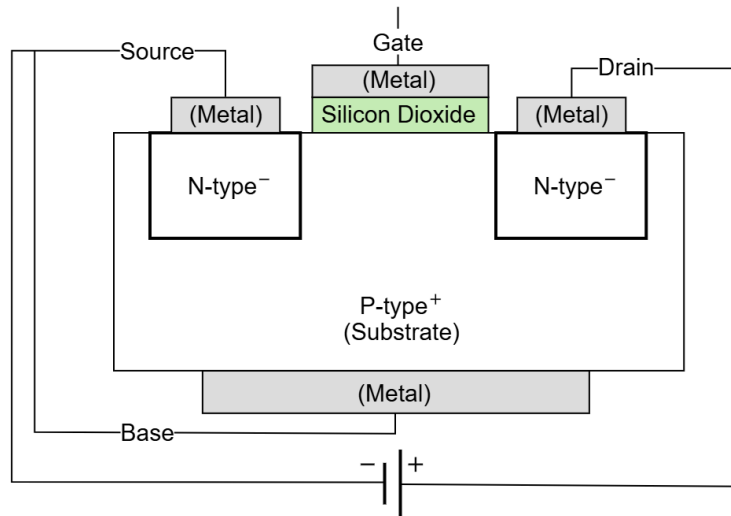 Gate
Source
Drain
(Metal)
(Metal)
(Metal)
Silicon Dioxide
N-type⁻
N-type⁻
P-type⁺
(Substrate)
(Metal)
Base
− +